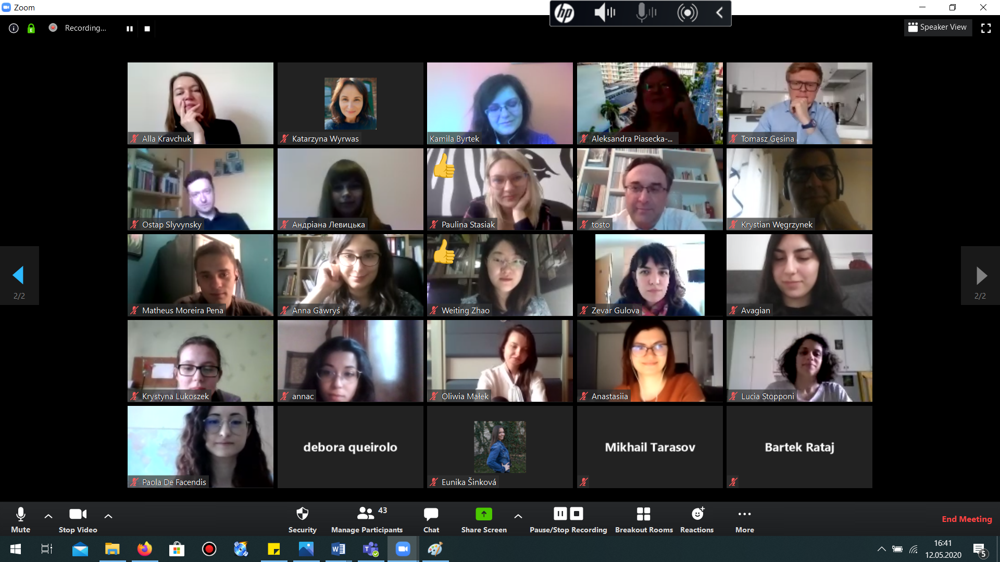 Zoom
hp
Recording...
Speaker View
Alla Kravchuk
Katarzyna Wyrwas
Kamila Byrtek
Aleksandra Piasecka-...
Tomasz Gęsina
Ostap Slyvynsky
Андріана Левицька
Paulina Stasiak
tosto
Krystian Węgrzynek
Matheus Moreira Pena
Anna Gawryś
Weiting Zhao
Zevar Gulova
Avagian
2/2
2/2
Krystyna Lukoszek
annac
Oliwia Małek
Anastasiia
Lucia Stopponi
Paola De Facendis
debora queirolo
Eunika Šinková
Mikhail Tarasov
Bartek Rataj
43
Mute
Stop Video
Security
Manage Participants
Chat
Share Screen
Pause/Stop Recording
Breakout Rooms
Reactions
More
End Meeting
16:41
12.05.2020
5